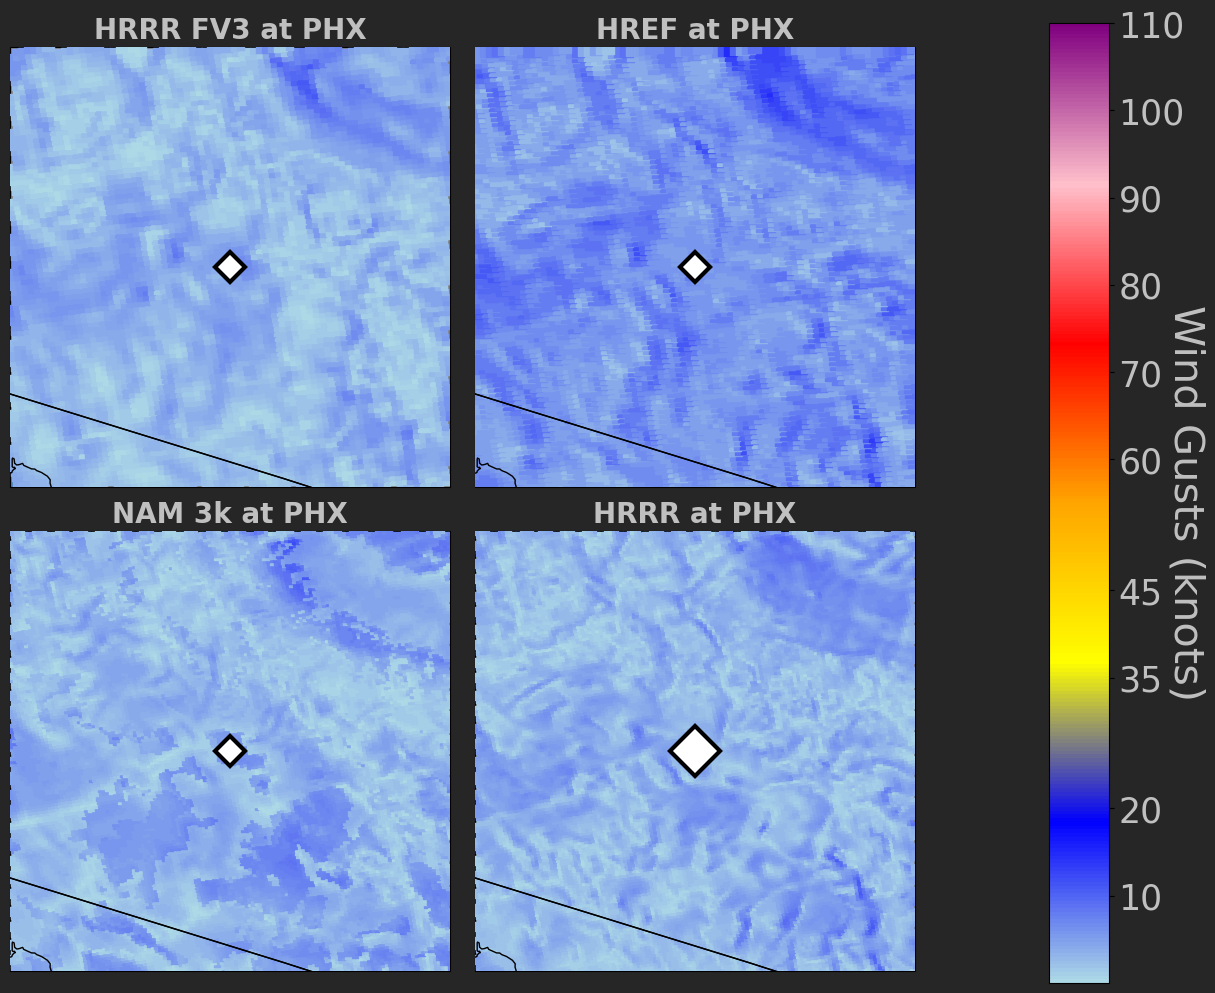 HRRR FV3 at PHX
HREF at PHX
NAM 3k at PHX
HRRR at PHX
110
100
90
80
70
60
45
35
20
10
Wind Gusts (knots)